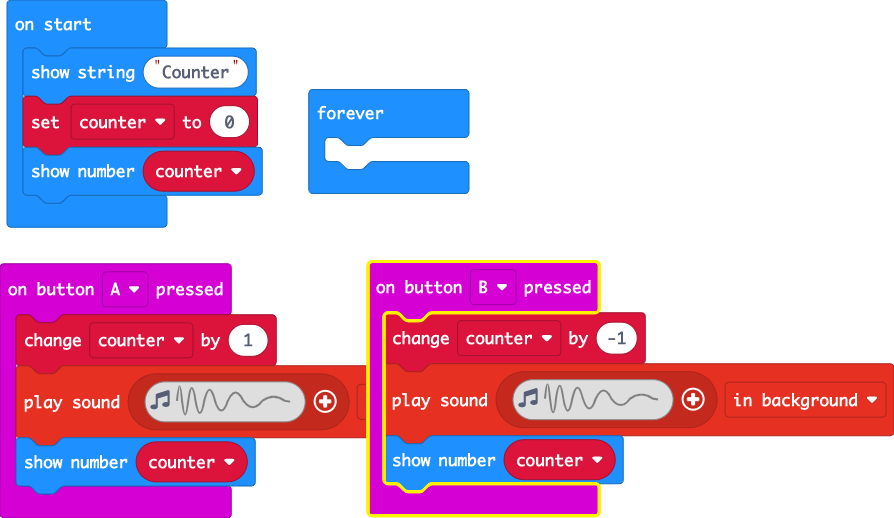 on start
show string "Counter"
set counter to 0
show number counter
forever
on button A pressed
change counter by 1
play sound
show number counter
on button B pressed
change counter by -1
play sound in background
show number counter